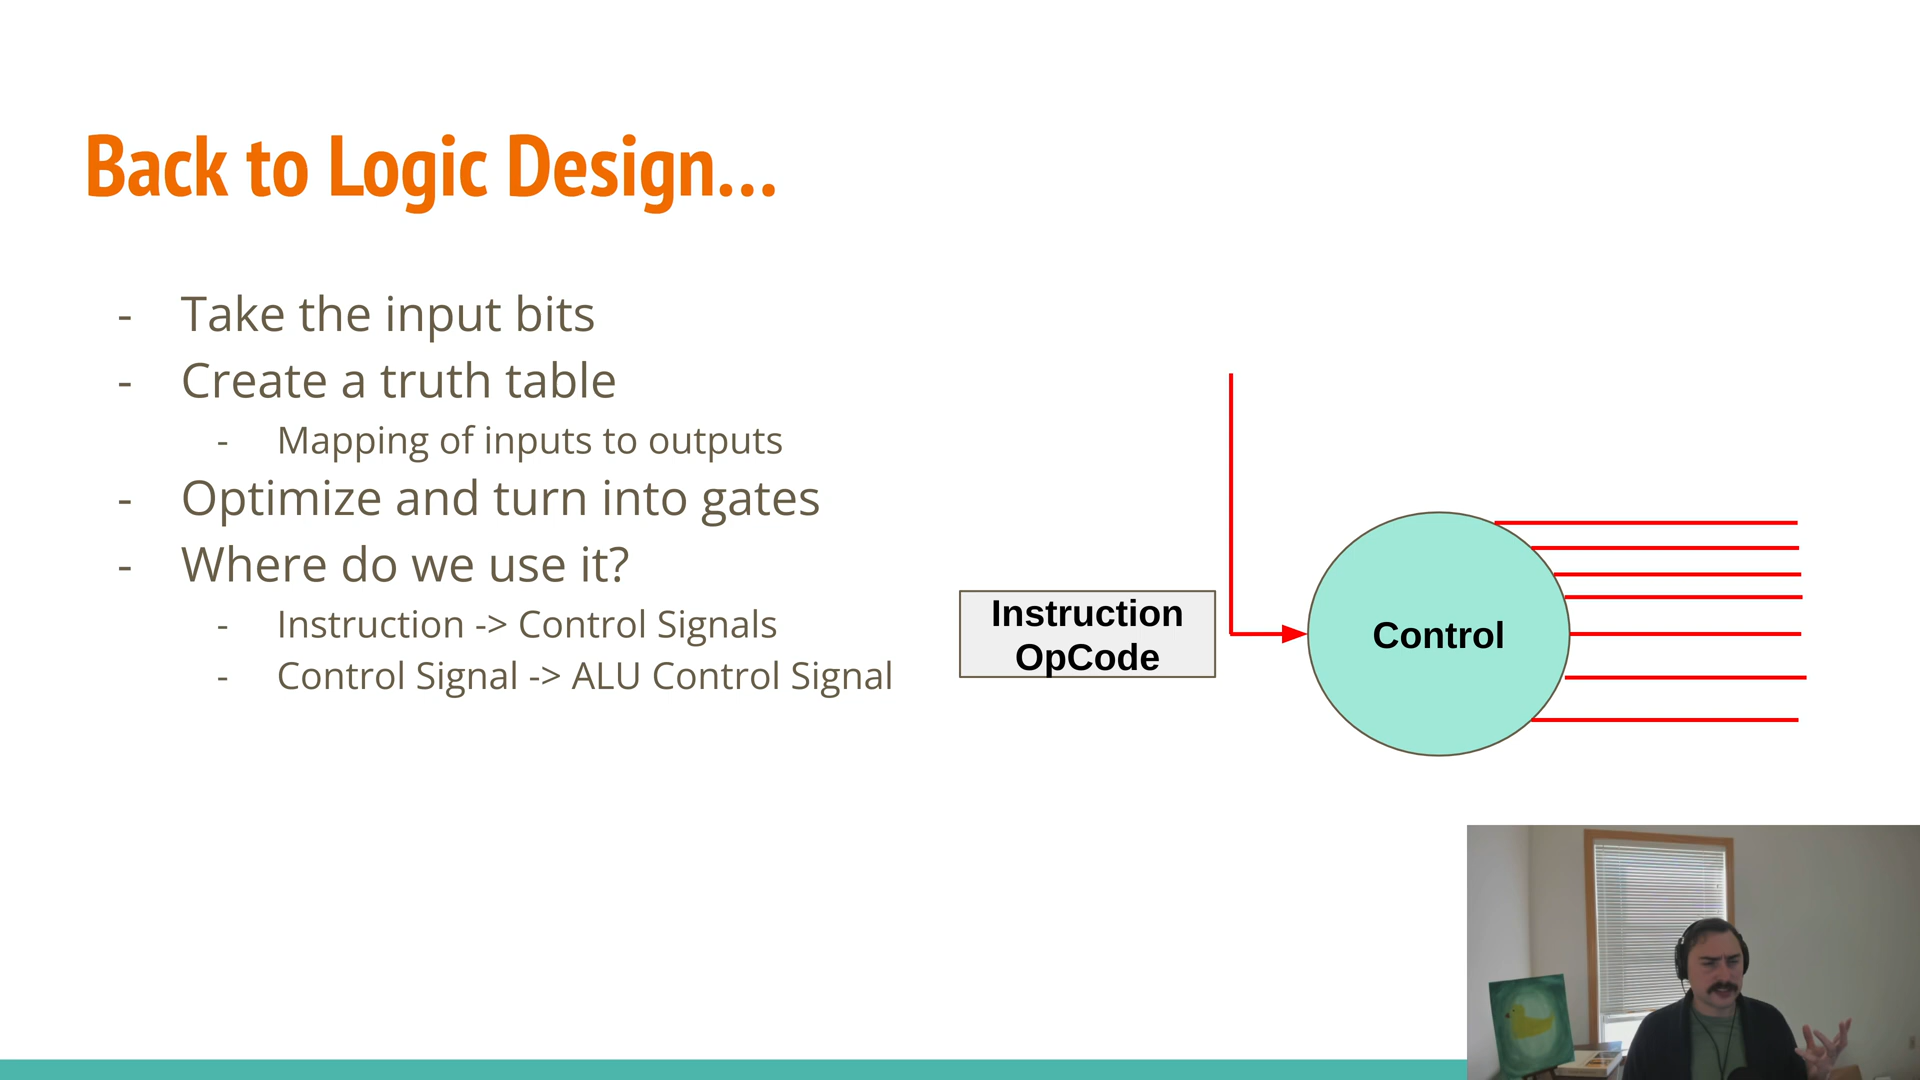 Back to Logic Design...
- Take the input bits
- Create a truth table
- Mapping of inputs to outputs
- Optimize and turn into gates
- Where do we use it?
- Instruction -> Control Signals
- Control Signal -> ALU Control Signal
Instruction
OpCode
Control